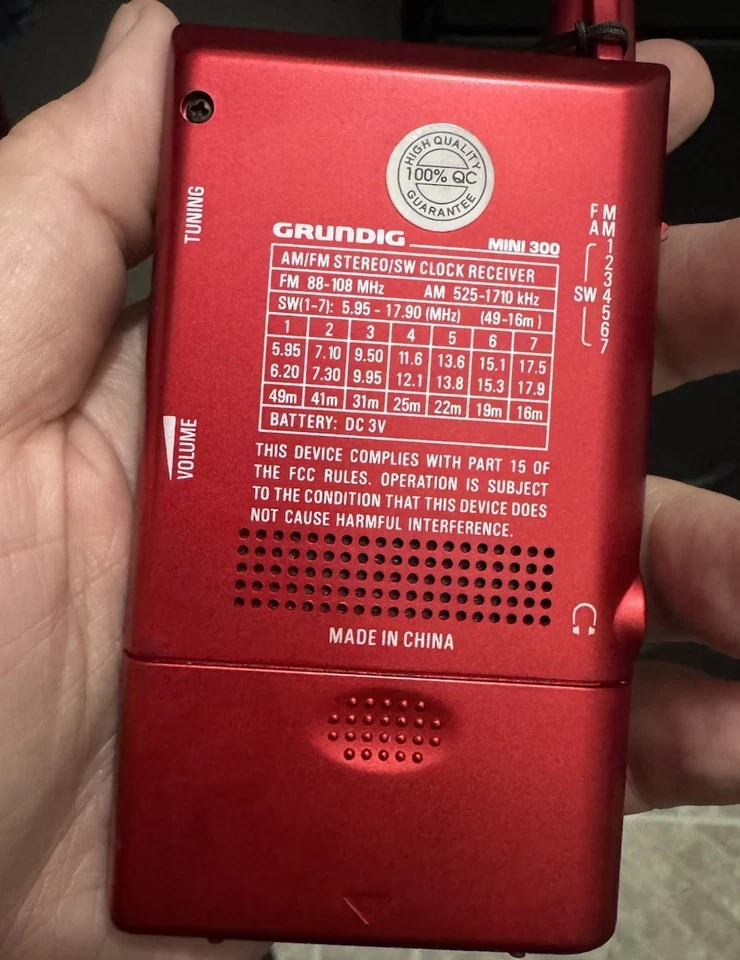 HIGH QUALITY
100% QC
GUARANTEE
TUNING
FM
AM
SW
1
2
3
4
5
6
7
GRUNDIG MINI 300
AM/FM STEREO/SW CLOCK RECEIVER
FM 88-108 MHz AM 525-1710 kHz
SW(1-7): 5.95 - 17.90 (MHz) (49-16m)
1 2 3 4 5 6 7
5.95 7.10 9.50 11.6 13.6 15.1 17.5
6.20 7.30 9.95 12.1 13.8 15.3 17.9
49m 41m 31m 25m 22m 19m 16m
BATTERY: DC 3V
VOLUME
THIS DEVICE COMPLIES WITH PART 15 OF
THE FCC RULES. OPERATION IS SUBJECT
TO THE CONDITION THAT THIS DEVICE DOES
NOT CAUSE HARMFUL INTERFERENCE.
MADE IN CHINA